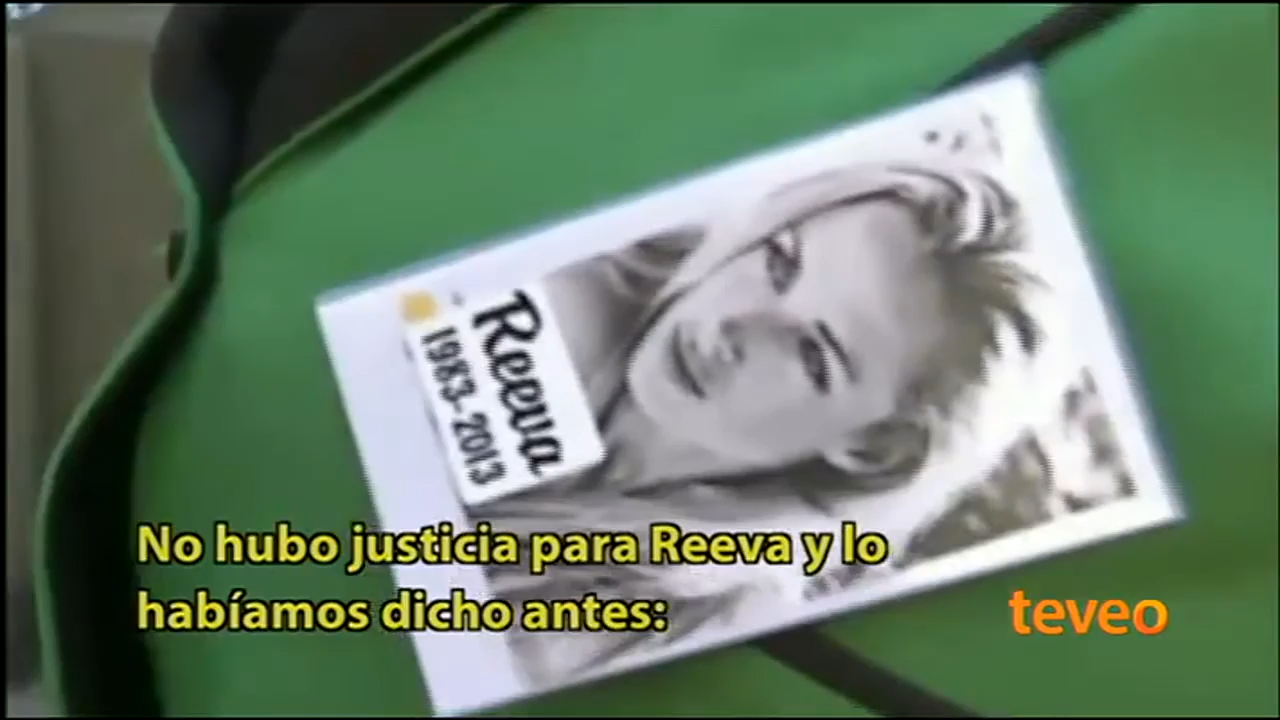 Reeva
1983-2013
No hubo justicia para Reeva y lo
habíamos dicho antes:
teveo